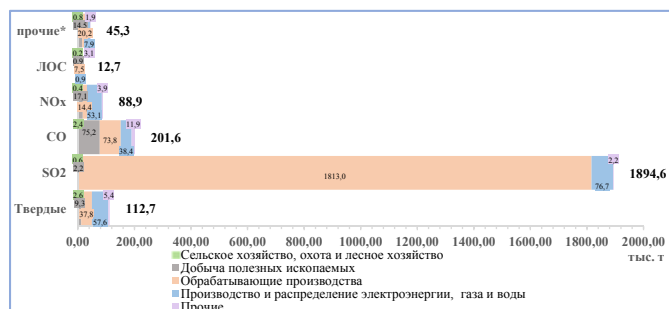 0.8 1,9
прочие* 14.5 45,3
20,2
7,9
0.2 3,1
ЛОС 0.9 12,7
7,5
0,9
0.4 3,9
NOx 17,1 88,9
14,4
53,1
2,4 11,9
CO 75,2 73,8 201,6
38,4
0,6 2,2
SO2 2,2 1813,0 1894,6
76,7
2.6 5,4
Твердые 9,3 112,7
37,8
57,6
0,00 200,00 400,00 600,00 800,00 1000,00 1200,00 1400,00 1600,00 1800,00 2000,00
тыс. т
Сельское хозяйство, охота и лесное хозяйство
Добыча полезных ископаемых
Обрабатывающие производства
Производство и распределение электроэнергии, газа и воды
Прочие